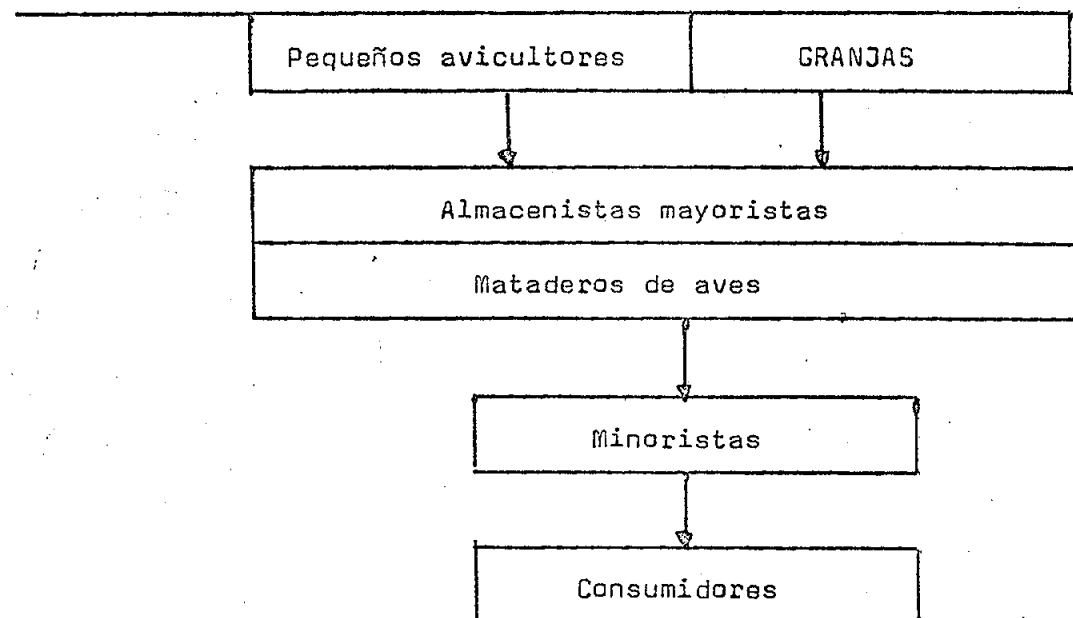 Pequeños avicultores GRANJAS
Almacenistas mayoristas
Mataderos de aves
Minoristas
Consumidores